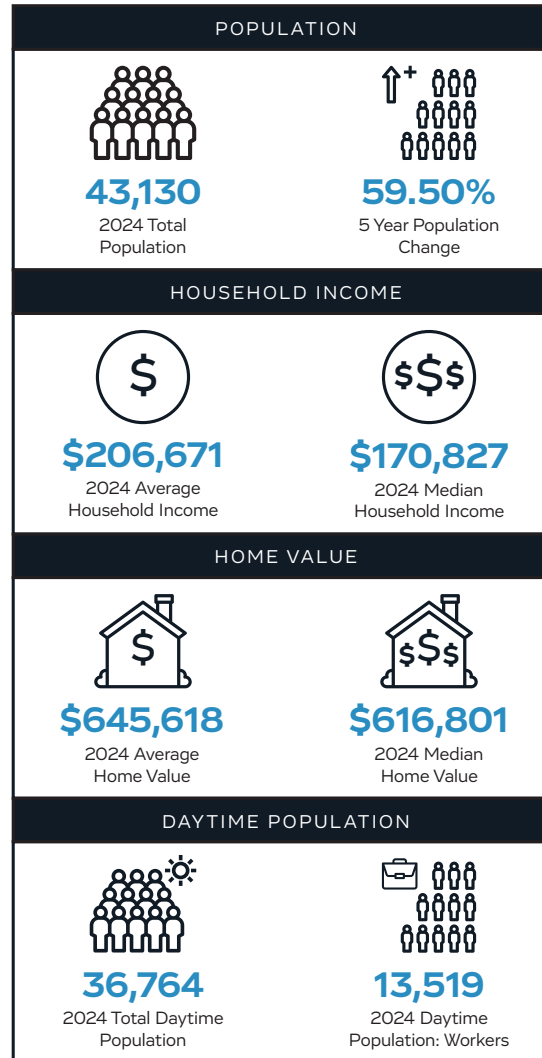 POPULATION
43,130
2024 Total
Population
59.50%
5 Year Population
Change
HOUSEHOLD INCOME
$
$206,671
2024 Average
Household Income
$$$
$170,827
2024 Median
Household Income
HOME VALUE
$
$645,618
2024 Average
Home Value
$$$
$616,801
2024 Median
Home Value
DAYTIME POPULATION
36,764
2024 Total Daytime
Population
13,519
2024 Daytime
Population: Workers